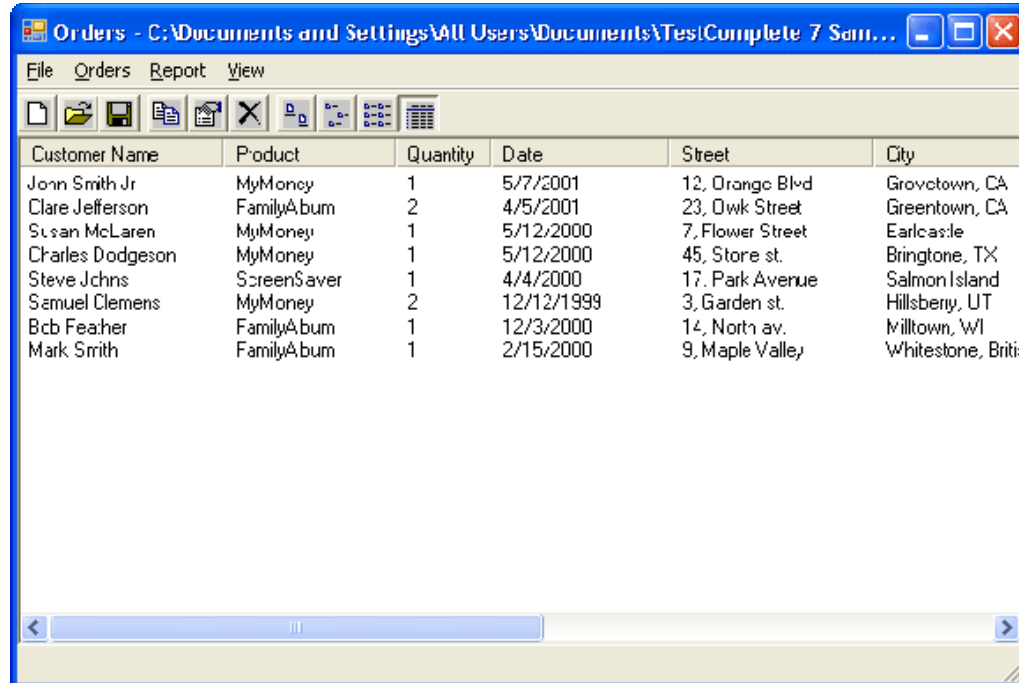 Orders - C:\Documents and Settings\All Users\Documents\TestComplete 7 Sam...
File Orders Report View
Customer Name Product Quantity Date Street City
John Smith Jr MyMoney 1 5/7/2001 12, Orange Blvd Grovetown, CA
Clare Jefferson FamilyAlbum 2 4/5/2001 23, Owk Street Greentown, CA
Susan McLaren MyMoney 1 5/12/2000 7, Flower Street Earlcastle
Charles Dodgeson MyMoney 1 5/12/2000 45, Stone st. Bringtone, TX
Steve Johns ScreenSaver 1 4/4/2000 17, Park Avenue Salmon Island
Samuel Clemens MyMoney 2 12/12/1999 3, Garden st. Hillsberry, UT
Bob Feather FamilyAlbum 1 12/3/2000 14, North av. Milltown, WI
Mark Smith FamilyAlbum 1 2/15/2000 9, Maple Valley Whitestone, Briti